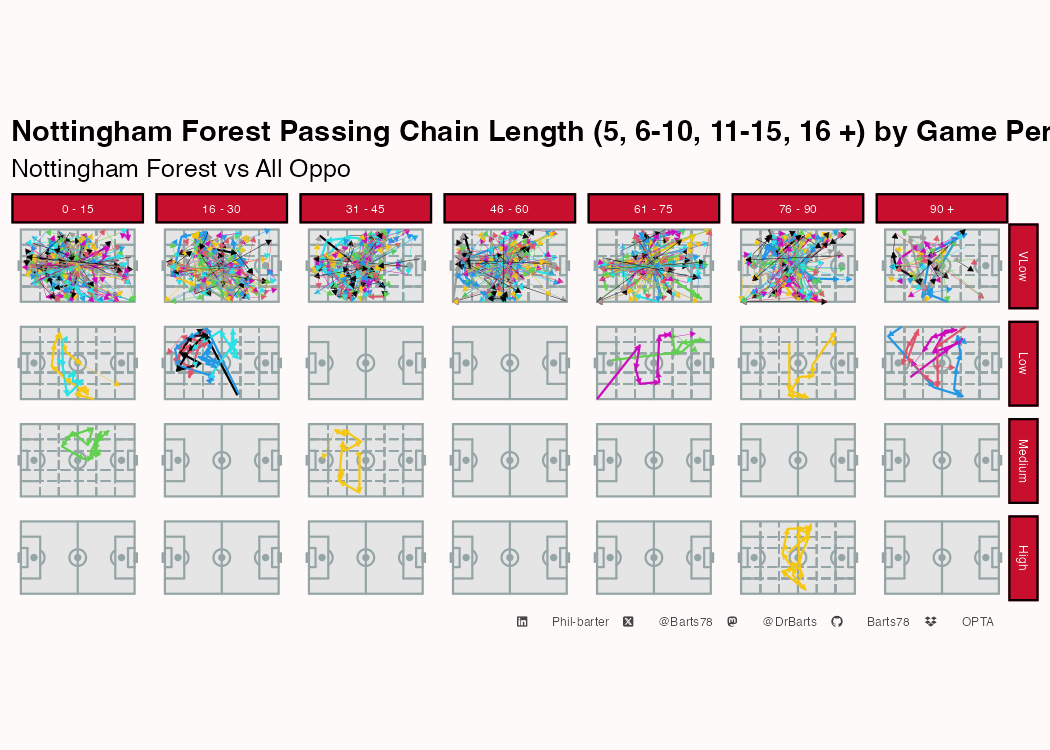 Nottingham Forest Passing Chain Length (5, 6-10, 11-15, 16 +) by Game Per
Nottingham Forest vs All Oppo
0 - 15 16 - 30 31 - 45 46 - 60 61 - 75 76 - 90 90 +
VLow
Low
Medium
High
Phil-barter @Barts78 @DrBarts Barts78 OPTA